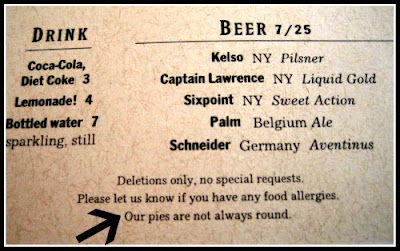 DRINK
Coca-Cola,
Diet Coke 3
Lemonade! 4
Bottled water 7
sparkling, still
BEER 7/25
Kelso NY Pilsner
Captain Lawrence NY Liquid Gold
Sixpoint NY Sweet Action
Palm Belgium Ale
Schneider Germany Aventinus
Deletions only, no special requests.
Please let us know if you have any food allergies.
Our pies are not always round.